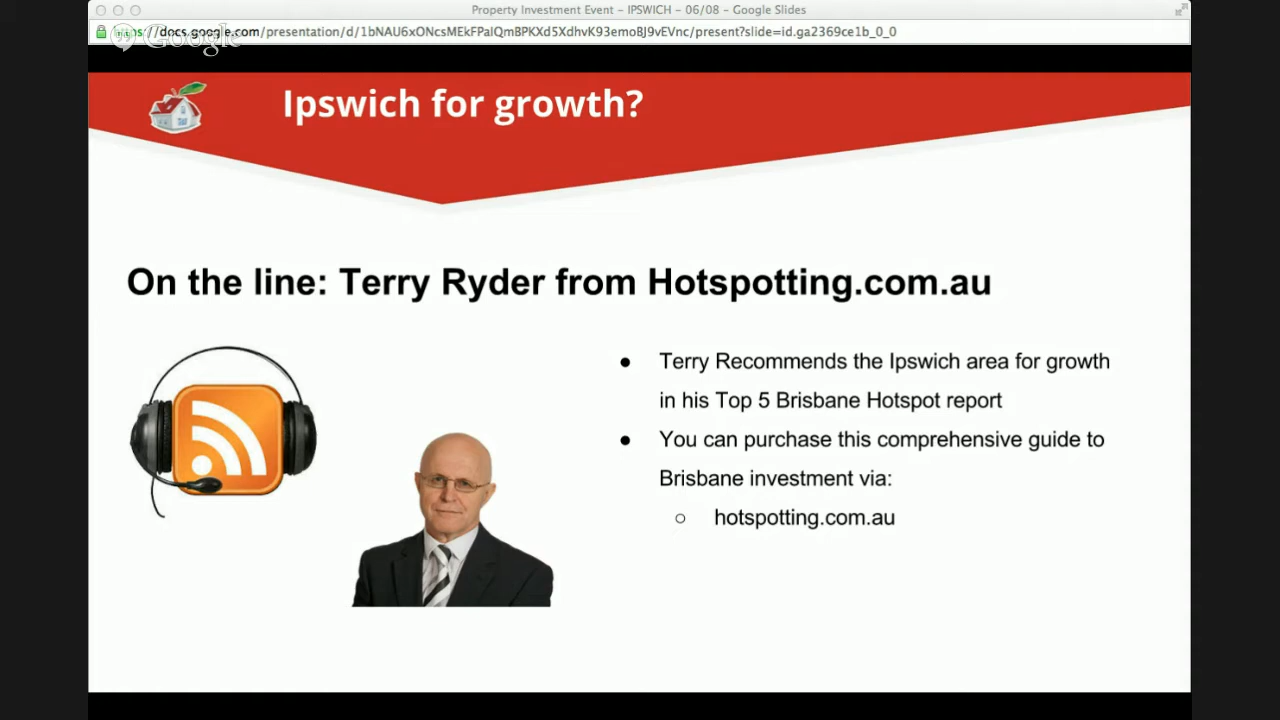 Property Investment Event – IPSWICH – 06/08 – Google Slides
https://docs.google.com/presentation/d/1bNAU6xONcsMEkFPalQmBPKXd5XdhvK93emoBJ9vEVnc/present?slide=id.ga2369ce1b_0_0
Google
Ipswich for growth?
On the line: Terry Ryder from Hotspotting.com.au
● Terry Recommends the Ipswich area for growth
in his Top 5 Brisbane Hotspot report
● You can purchase this comprehensive guide to
Brisbane investment via:
○ hotspotting.com.au